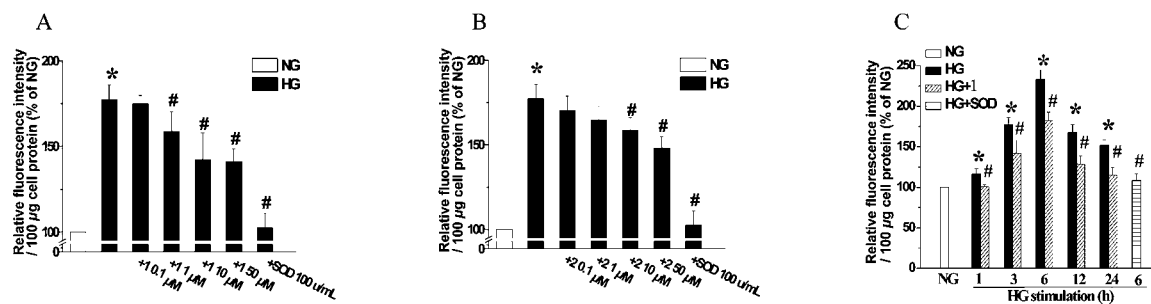 A
Relative fluorescence intensity
/ 100 µg cell protein (% of NG)
200
150
100
0
NG
HG
*
#
#
#
#
+1 0.1 µM
+1 1 µM
+1 10 µM
+1 50 µM
+SOD 100 u/mL
B
Relative fluorescence intensity
/ 100 µg cell protein (% of NG)
200
150
100
0
NG
HG
*
#
#
#
+2 0.1 µM
+2 1 µM
+2 10 µM
+2 50 µM
+SOD 100 u/mL
C
Relative fluorescence intensity
/ 100 µg cell protein (% of NG)
250
200
150
100
50
0
NG
HG
HG+1
HG+SOD
*
#
*
#
*
#
*
#
*
#
#
NG 1 3 6 12 24 6
HG stimulation (h)